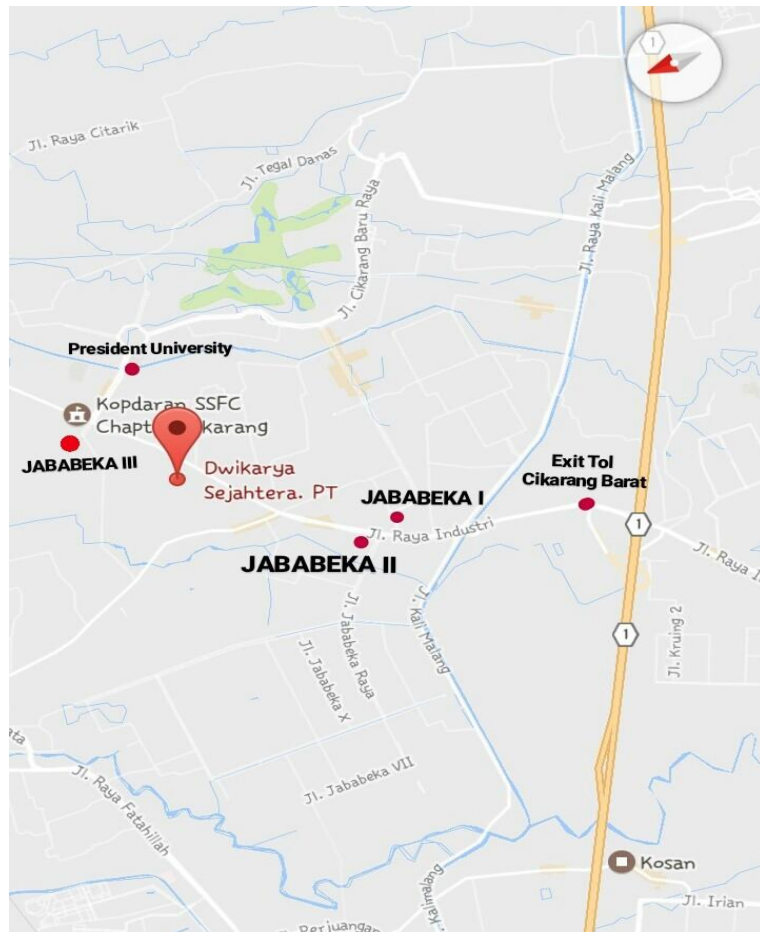 1
Jl. Raya Citarik
Jl. Tegal Danas
Jl. Raya Kali Malang
Jl. Cikarang Baru Raya
President University
Kopdaran SSFC
Chapt karang
JABABEKA III
Dwikarya
Sejahtera. PT
Exit Tol
Cikarang Barat
JABABEKA I
Jl. Raya Industri
1
Jl. Raya I
JABABEKA II
Jl. Kali Malang
Jl. Jababeka Raya
1
Jl. Kruing 2
Jl. Jababeka X
ata
Jl. Raya Fatahillah
Jl. Jababeka VII
Kosan
Kalimalang
Jl. Irian
Perjuangan